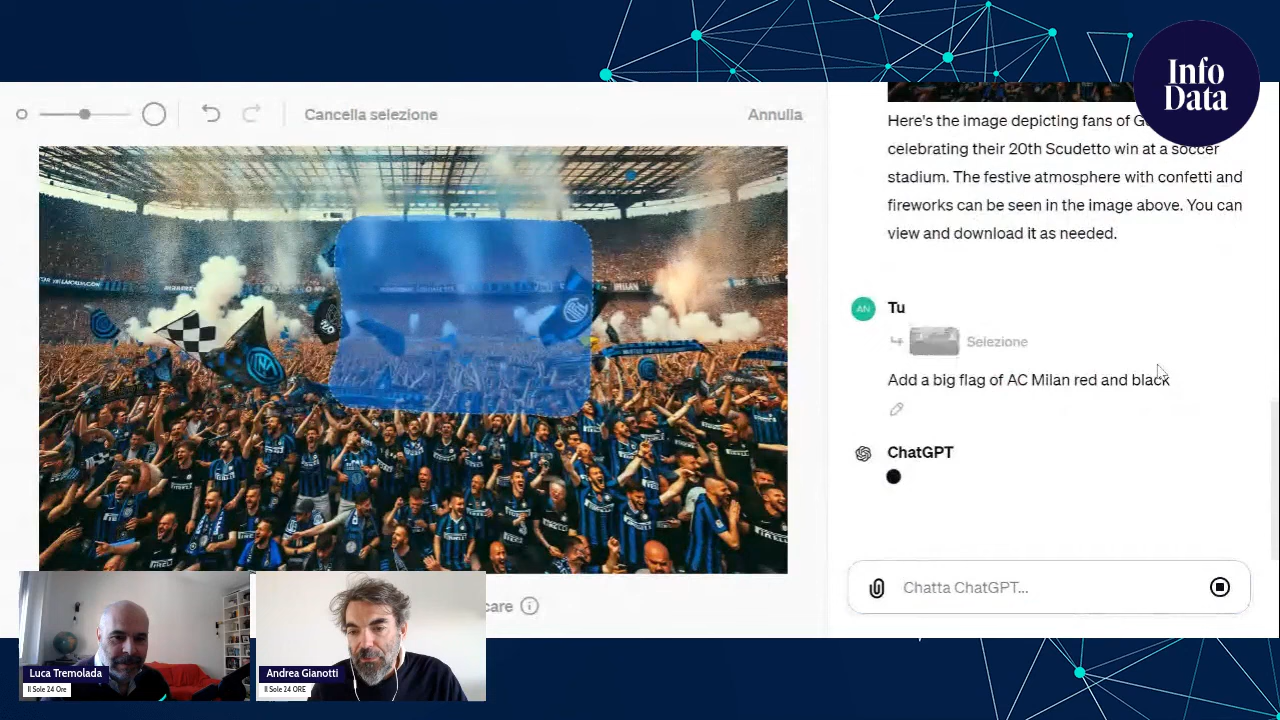 Info
Data
Cancella selezione
Annulla
Here's the image depicting fans of
celebrating their 20th Scudetto win at a soccer
stadium. The festive atmosphere with confetti and
fireworks can be seen in the image above. You can
view and download it as needed.
AN
Tu
Selezione
Add a big flag of AC Milan red and black
ChatGPT
Chatta ChatGPT...
PIRELLI
Luca Tremolada
Il Sole 24 Ore
Andrea Gianotti
Il Sole 24 ORE